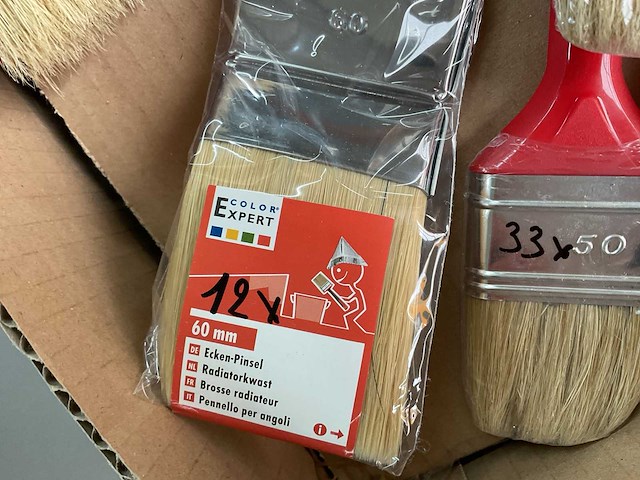 60
COLOR®
EXPERT
12x
60 mm
DE Ecken-Pinsel
NL Radiatorkwast
FR Brosse radiateur
IT Pennello per angoli
i
33x50